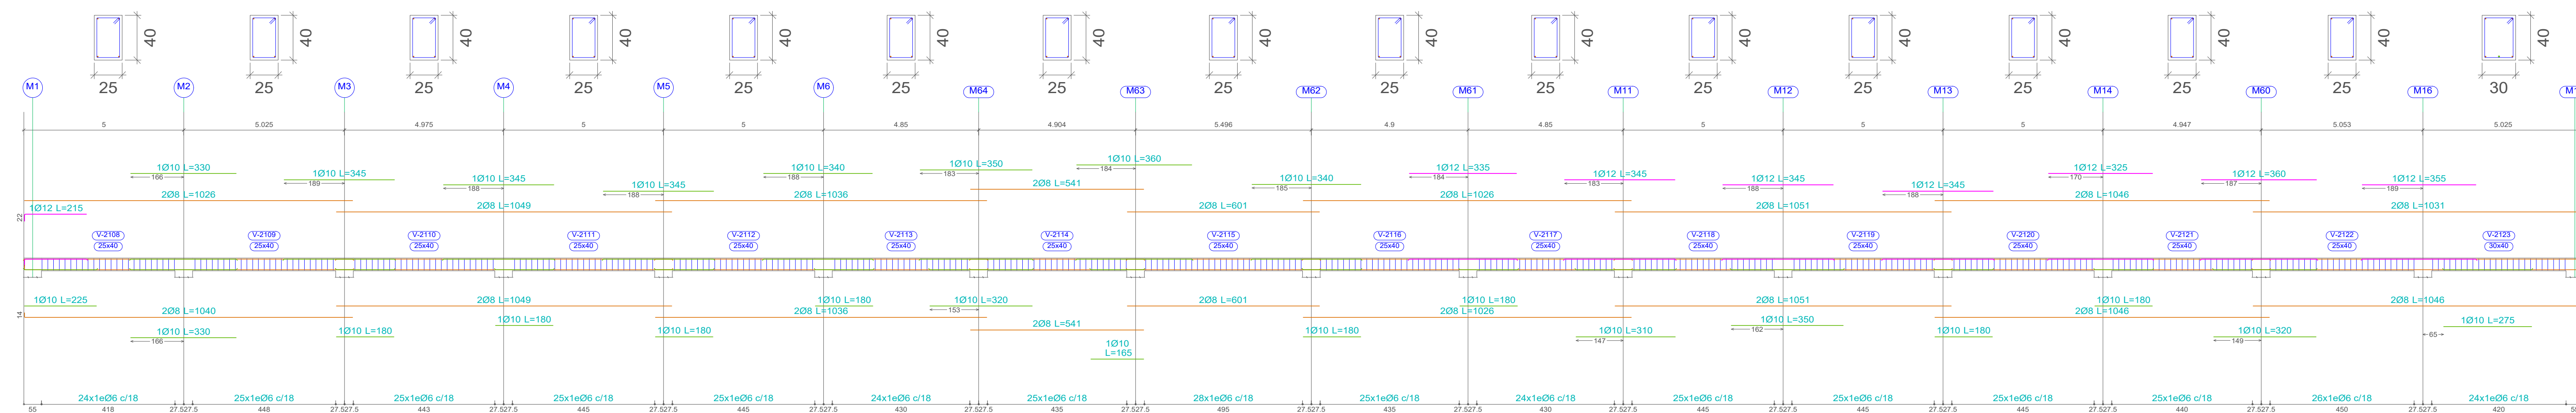 40 40 40 40 40 40 40 40 40 40 40 40 40 40 40 40
25 25 25 25 25 25 25 25 25 25 25 25 25 25 25 30
M1 M2 M3 M4 M5 M6 M64 M63 M62 M61 M11 M12 M13 M14 M60 M16
5 5.025 4.975 5 5 4.85 4.904 5.496 4.9 4.85 5 5 5 4.947 5.053 5.025
1Ø10 L=330 1Ø10 L=345 1Ø10 L=345 1Ø10 L=345 1Ø10 L=340 1Ø10 L=350 1Ø10 L=360 1Ø10 L=340 1Ø12 L=335 1Ø12 L=345 1Ø12 L=345 1Ø12 L=345 1Ø12 L=325 1Ø12 L=360 1Ø12 L=355
166 189 188 188 188 183 184 185 184 183 188 188 170 187 189
2Ø8 L=1026 2Ø8 L=1036 2Ø8 L=541 2Ø8 L=1026 2Ø8 L=1046
22 1Ø12 L=215 2Ø8 L=1049 2Ø8 L=601 2Ø8 L=1051 2Ø8 L=1031
V-2108 V-2109 V-2110 V-2111 V-2112 V-2113 V-2114 V-2115 V-2116 V-2117 V-2118 V-2119 V-2120 V-2121 V-2122 V-2123
25x40 25x40 25x40 25x40 25x40 25x40 25x40 25x40 25x40 25x40 25x40 25x40 25x40 25x40 25x40 30x40
1Ø10 L=225 2Ø8 L=1049 1Ø10 L=180 1Ø10 L=320 2Ø8 L=601 1Ø10 L=180 2Ø8 L=1051 1Ø10 L=180 2Ø8 L=1046
153
14 2Ø8 L=1040 2Ø8 L=1036 2Ø8 L=1026 2Ø8 L=1046
1Ø10 L=180 2Ø8 L=541 1Ø10 L=350 1Ø10 L=275
162 65
1Ø10 L=330 1Ø10 L=180 1Ø10 L=180 1Ø10 L=180 1Ø10 L=310 1Ø10 L=180 1Ø10 L=320
166 147 149
1Ø10
L=165
24x1eØ6 c/18 25x1eØ6 c/18 25x1eØ6 c/18 25x1eØ6 c/18 25x1eØ6 c/18 24x1eØ6 c/18 25x1eØ6 c/18 28x1eØ6 c/18 25x1eØ6 c/18 24x1eØ6 c/18 25x1eØ6 c/18 25x1eØ6 c/18 25x1eØ6 c/18 25x1eØ6 c/18 26x1eØ6 c/18 24x1eØ6 c/18
55 418 27.527.5 448 27.527.5 443 27.527.5 445 27.527.5 445 27.527.5 430 27.527.5 435 27.527.5 495 27.527.5 435 27.527.5 430 27.527.5 445 27.527.5 445 27.527.5 445 27.527.5 440 27.527.5 450 27.527.5 420